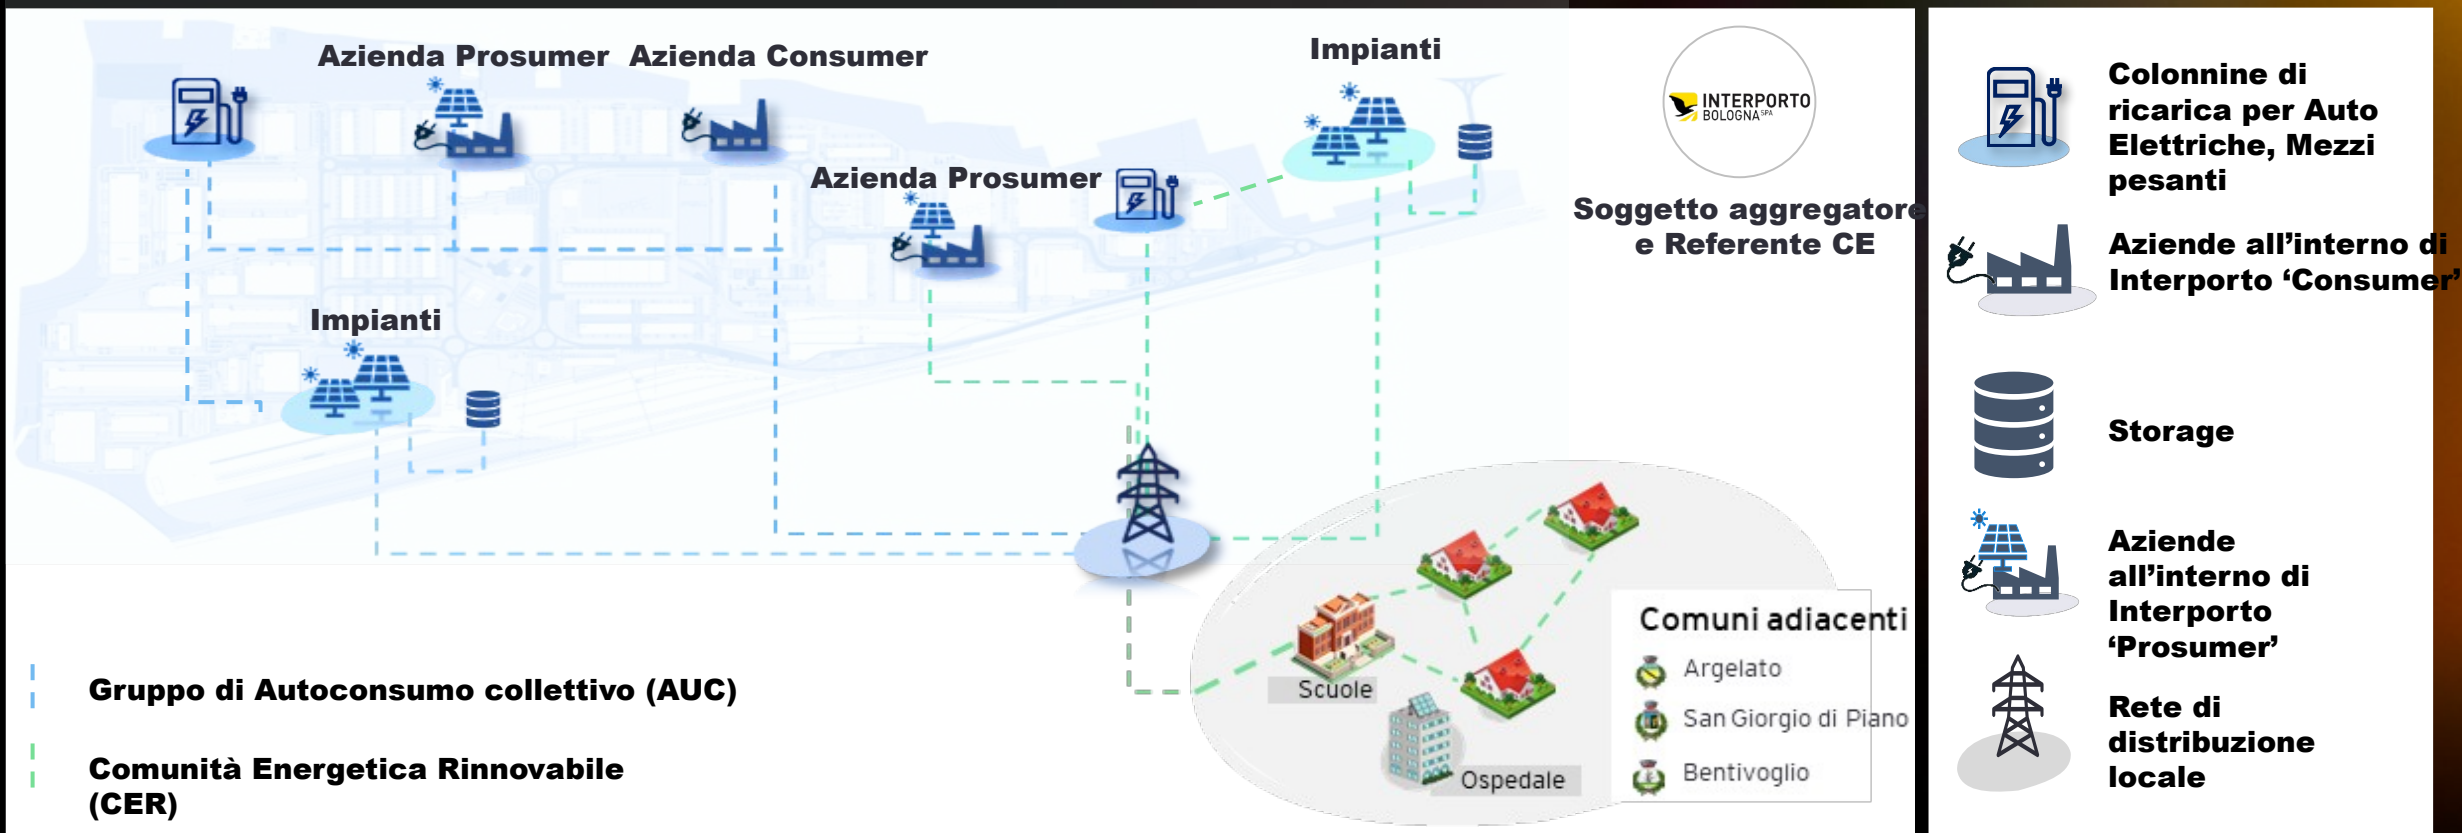 Azienda Prosumer
Azienda Consumer
Impianti
INTERPORTO
BOLOGNA SPA
Azienda Prosumer
Soggetto aggregatore
e Referente CE
Impianti
Comuni adiacenti
Argelato
San Giorgio di Piano
Bentivoglio
Scuole
Ospedale
Gruppo di Autoconsumo collettivo (AUC)
Comunità Energetica Rinnovabile
(CER)
Colonnine di
ricarica per Auto
Elettriche, Mezzi
pesanti
Aziende all’interno di
Interporto ‘Consumer’
Storage
Aziende
all’interno di
Interporto
‘Prosumer’
Rete di
distribuzione
locale